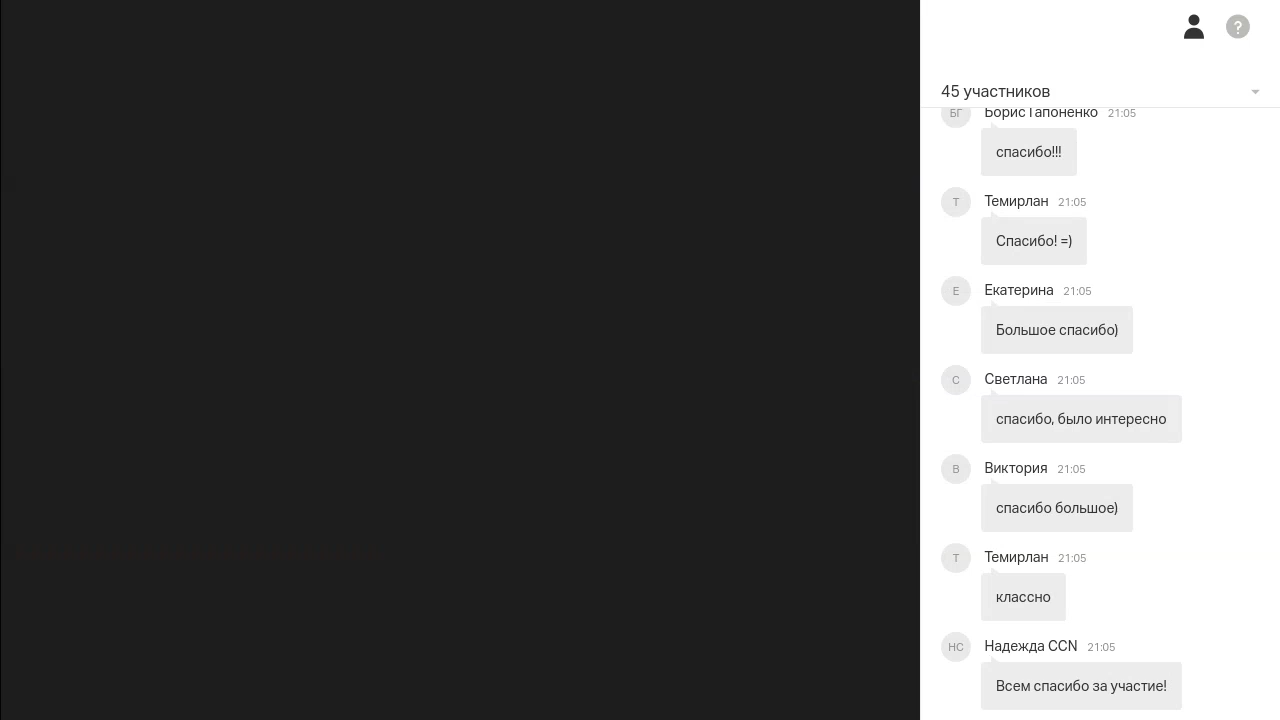 ?
45 участников
БГ
Борис Гапоненко 21:05
спасибо!!!
Т
Темирлан 21:05
Спасибо! =)
Е
Екатерина 21:05
Большое спасибо)
С
Светлана 21:05
спасибо, было интересно
В
Виктория 21:05
спасибо большое)
Т
Темирлан 21:05
классно
НС
Надежда CCN 21:05
Всем спасибо за участие!